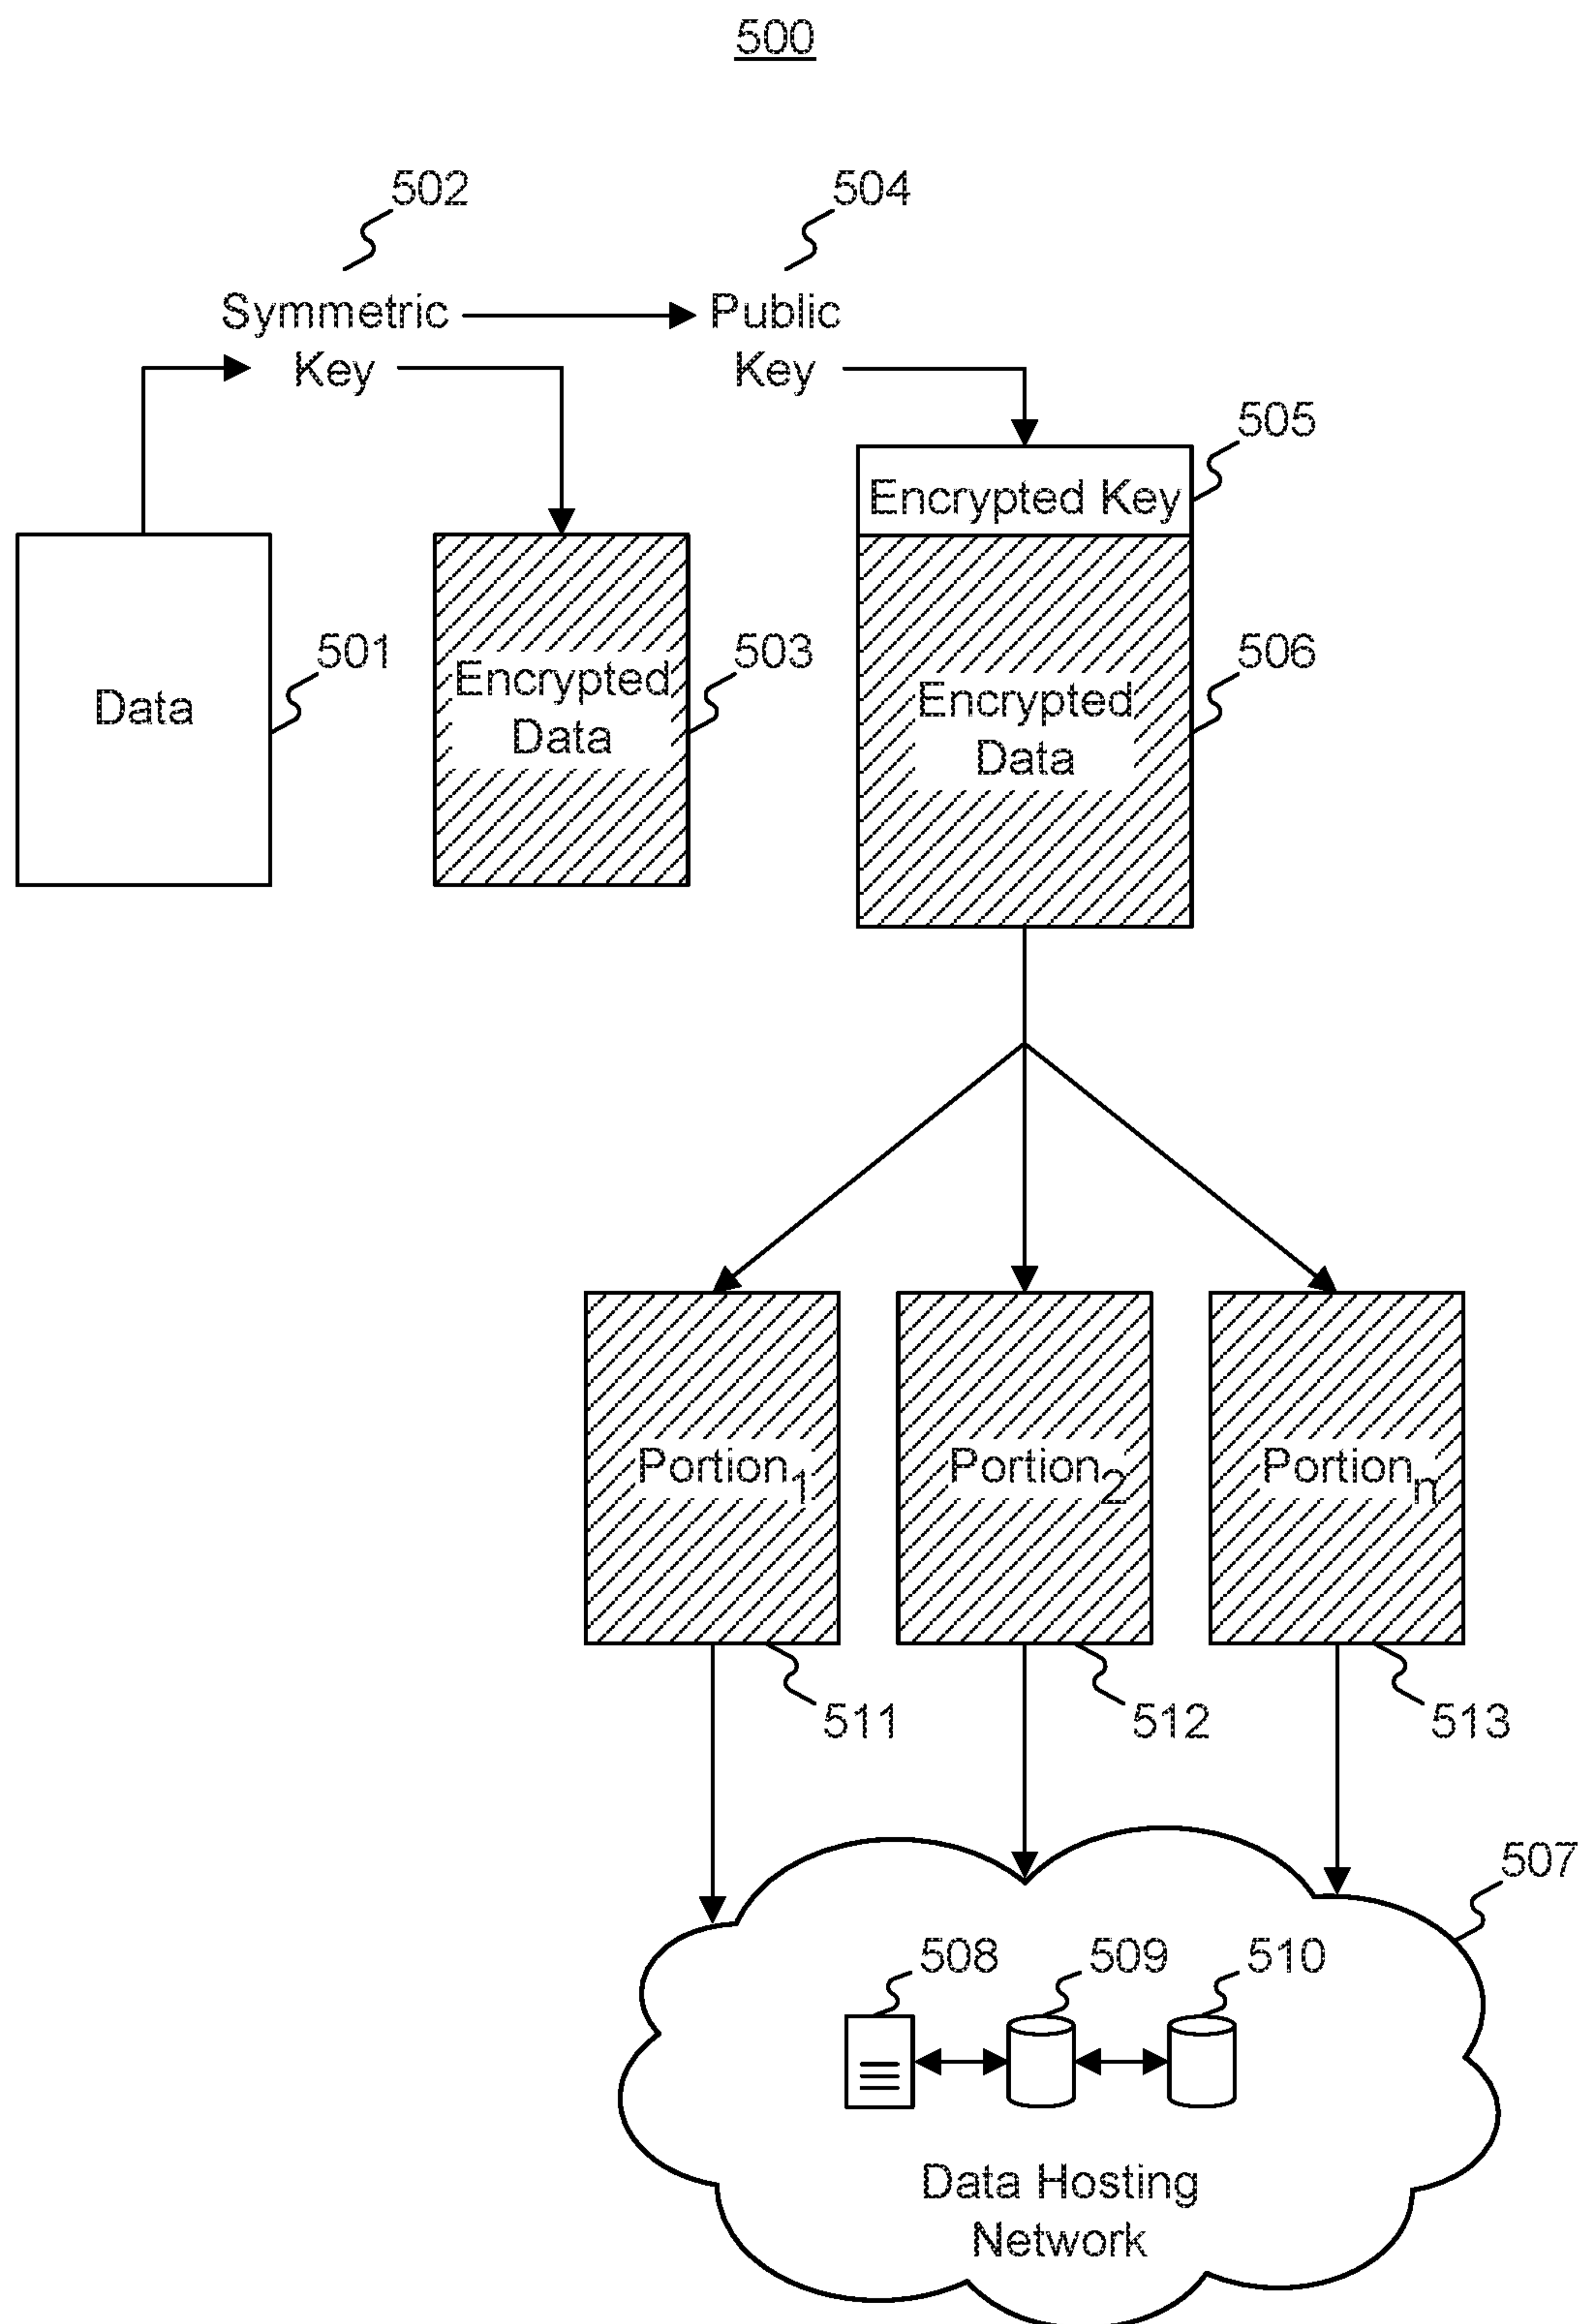 500
502
504
Symmetric
Key
Public
Key
505
Encrypted Key
501
503
506
Data
Encrypted
Data
Encrypted
Data
Portion1
Portion2
Portionn
511
512
513
507
508
509
510
Data Hosting
Network